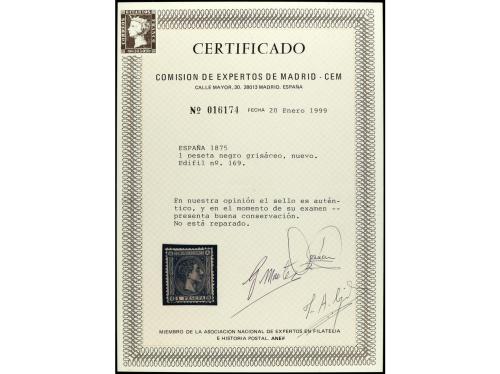 CERTIFICADO
COMISION DE EXPERTOS DE MADRID - CEM
CALLE MAYOR, 30. 28013 MADRID. ESPAÑA
Nº 016174 FECHA 20 Enero 1999
ESPAÑA 1875
1 peseta negro grisáceo, nuevo.
Edifil nº. 169.
En nuestra opinión el sello es autén-
tico, y en el momento de su examen --
presenta buena conservación.
No está reparado.
1 PESETA
MIEMBRO DE LA ASOCIACION NACIONAL DE EXPERTOS EN FILATELIA
E HISTORIA POSTAL. ANEF